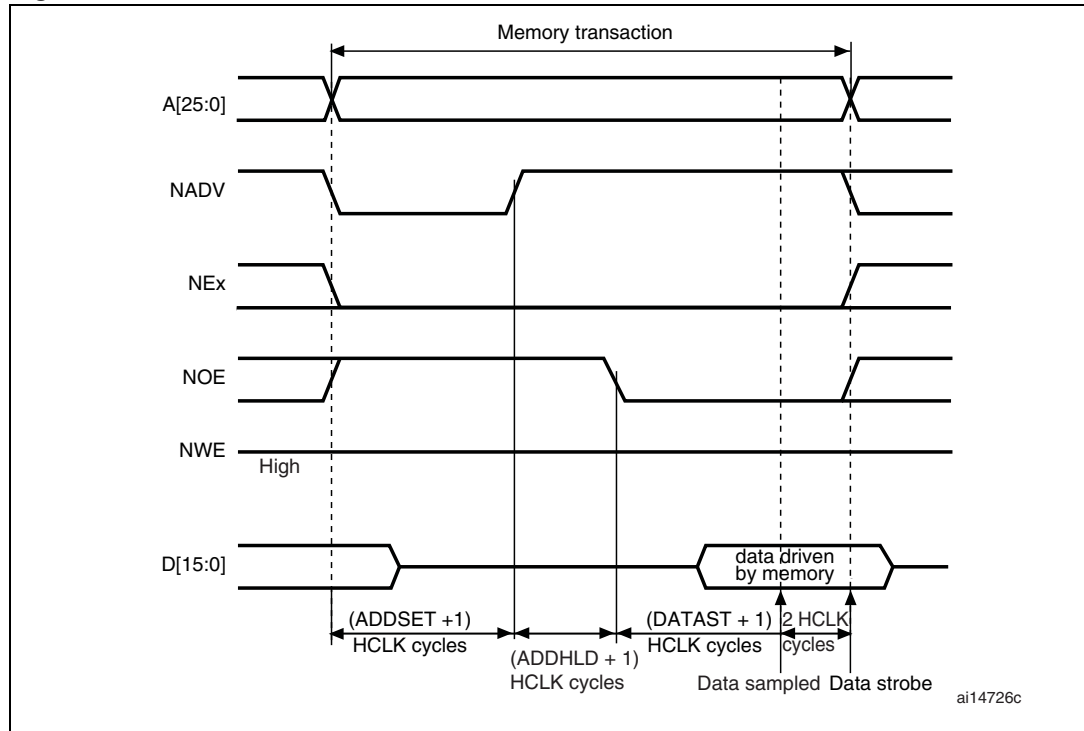 Memory transaction
A[25:0]
NADV
NEx
NOE
NWE
High
D[15:0]
data driven
by memory
(ADDSET +1)
HCLK cycles
(ADDHLD + 1)
HCLK cycles
(DATAST + 1)
HCLK cycles
2 HCLK
cycles
Data sampled
Data strobe
ai14726c